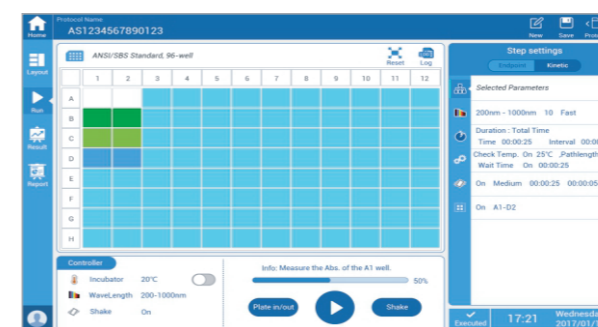 Protocol Name
AS1234567890123
Home
New Save
ANSI/SBS Standard, 96-well
Reset Log
Step settings
Endpoint Kinetic
Layout
1 2 3 4 5 6 7 8 9 10 11 12
A
B
C
D
E
F
G
H
Selected Parameters
200nm - 1000nm 10 Fast
Run
Duration : Total Time
Time 00:00:25 Interval 00:00
Result
Check Temp. On 25°C ,Pathlength
Wait Time On 00:00:25
Report
On Medium 00:00:25 00:00:05
On A1-D2
Controller
Incubator 20°C
WaveLength 200-1000nm
Shake On
Info: Measure the Abs. of the A1 well.
50%
Plate in/out
Shake
Executed
17:21
Wednesda
2017/01/1